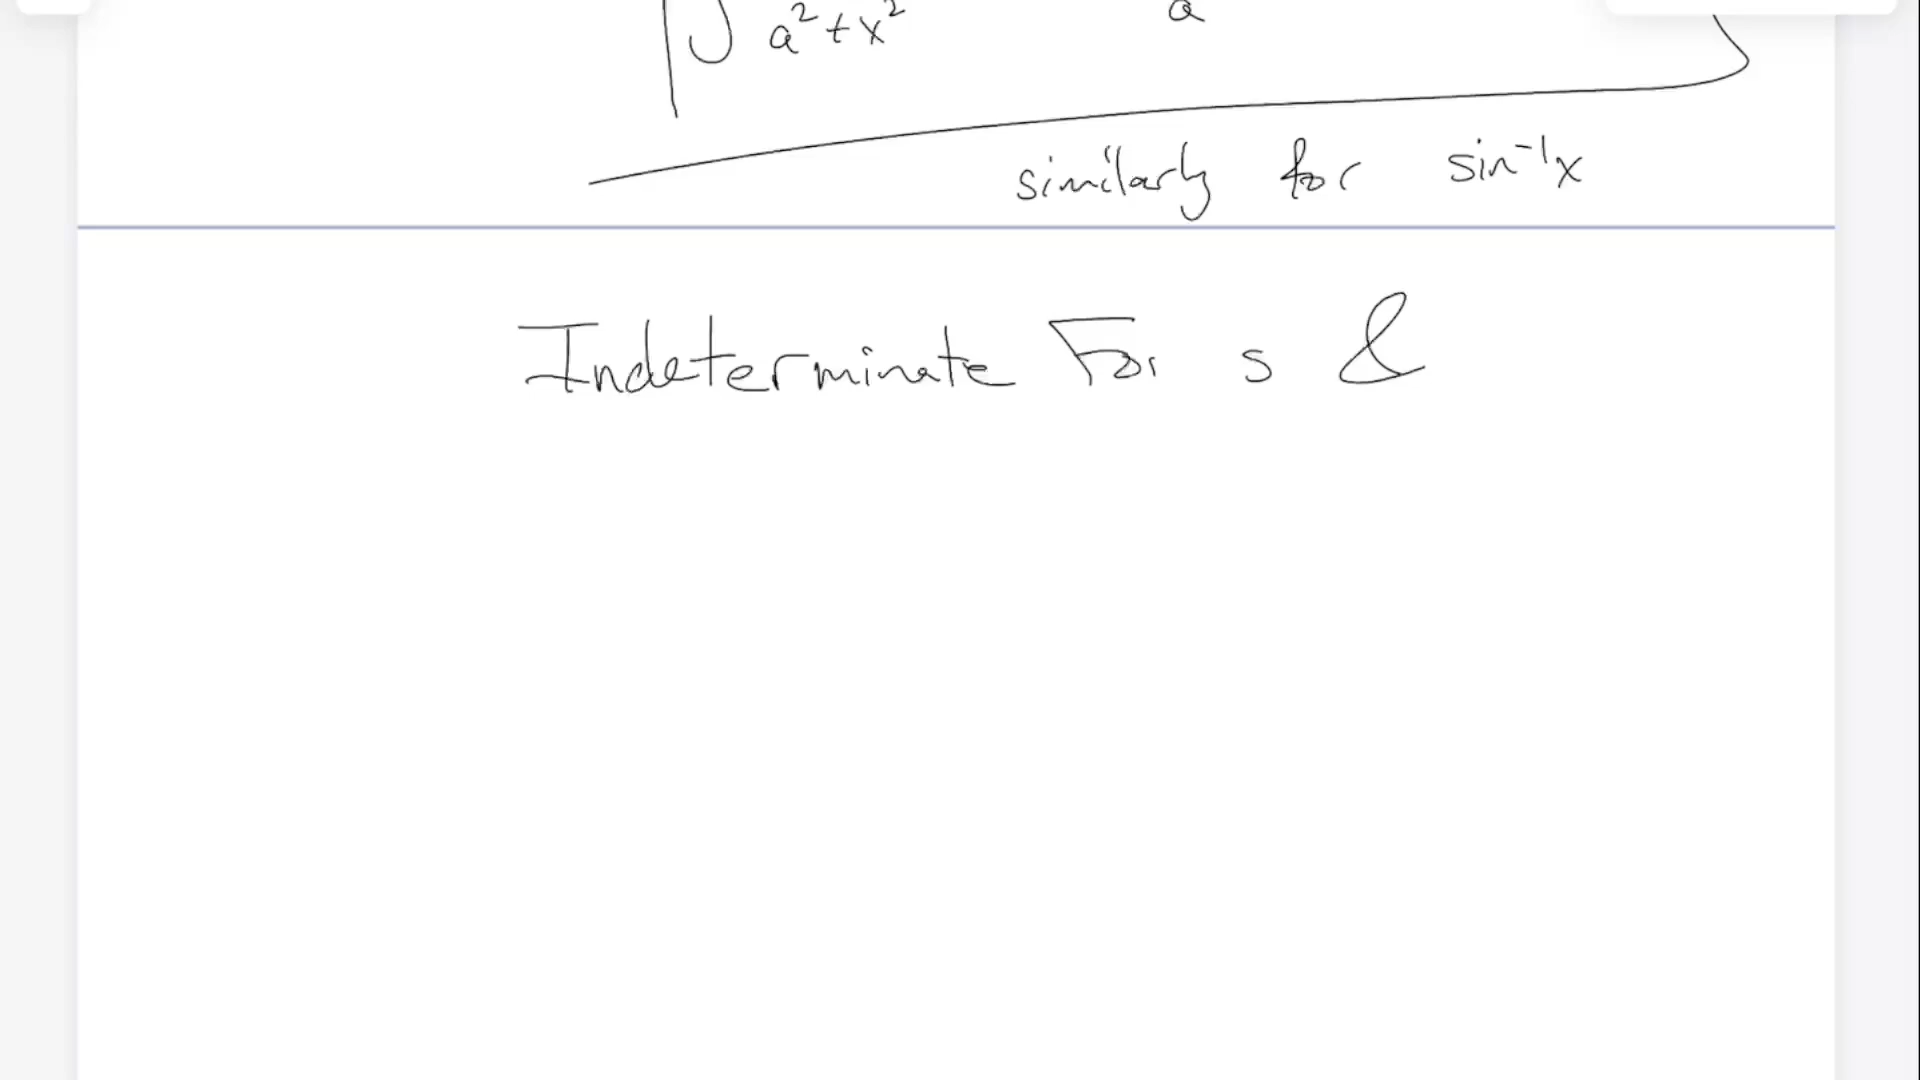 ∫ a²+x² a
similarly for sin⁻¹x
Indeterminate For s &